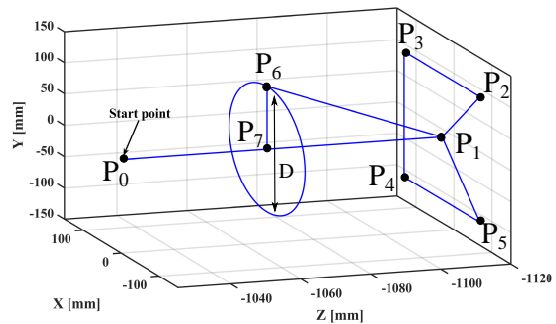 150
100
50
0
-50
-100
-150
Y [mm]
100
0
-100
X [mm]
-1040
-1060
-1080
-1100
-1120
Z [mm]
Start point
P0
P1
P2
P3
P4
P5
P6
P7
D